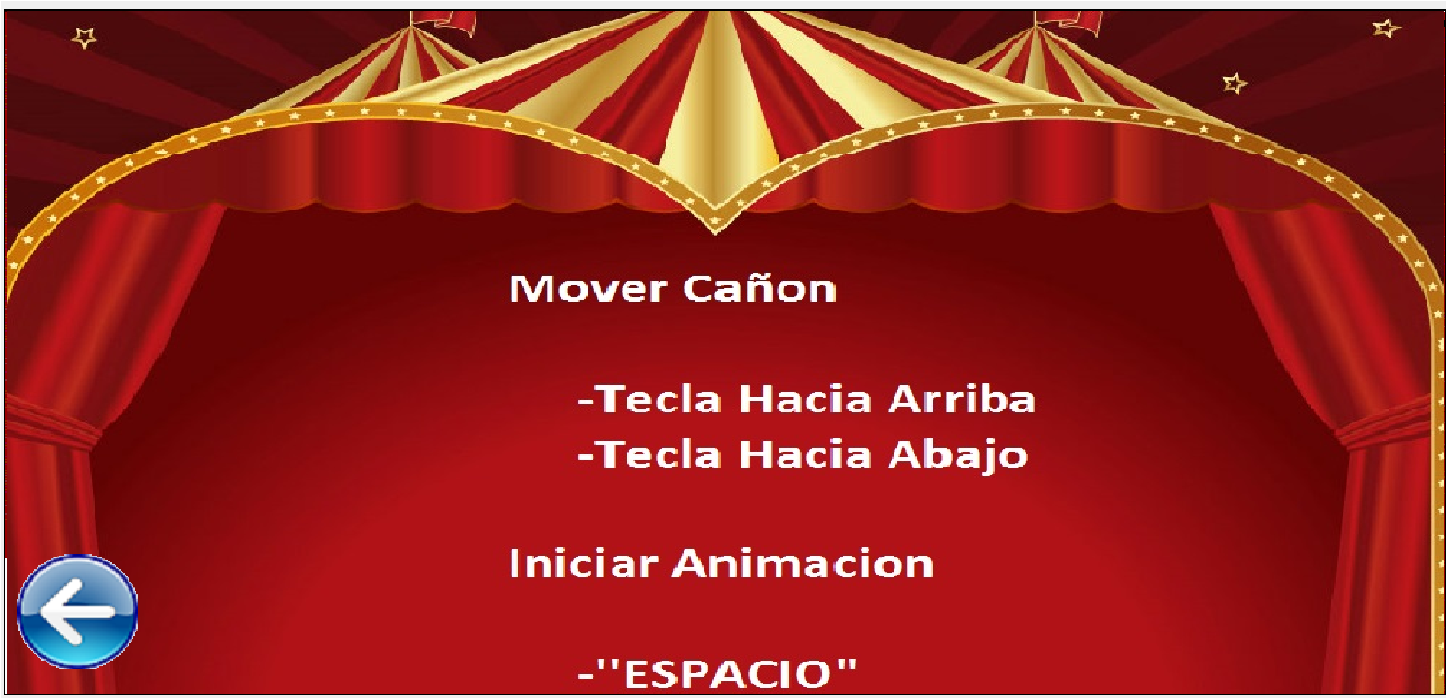 Mover Cañon
-Tecla Hacia Arriba
-Tecla Hacia Abajo
Iniciar Animacion
-''ESPACIO"